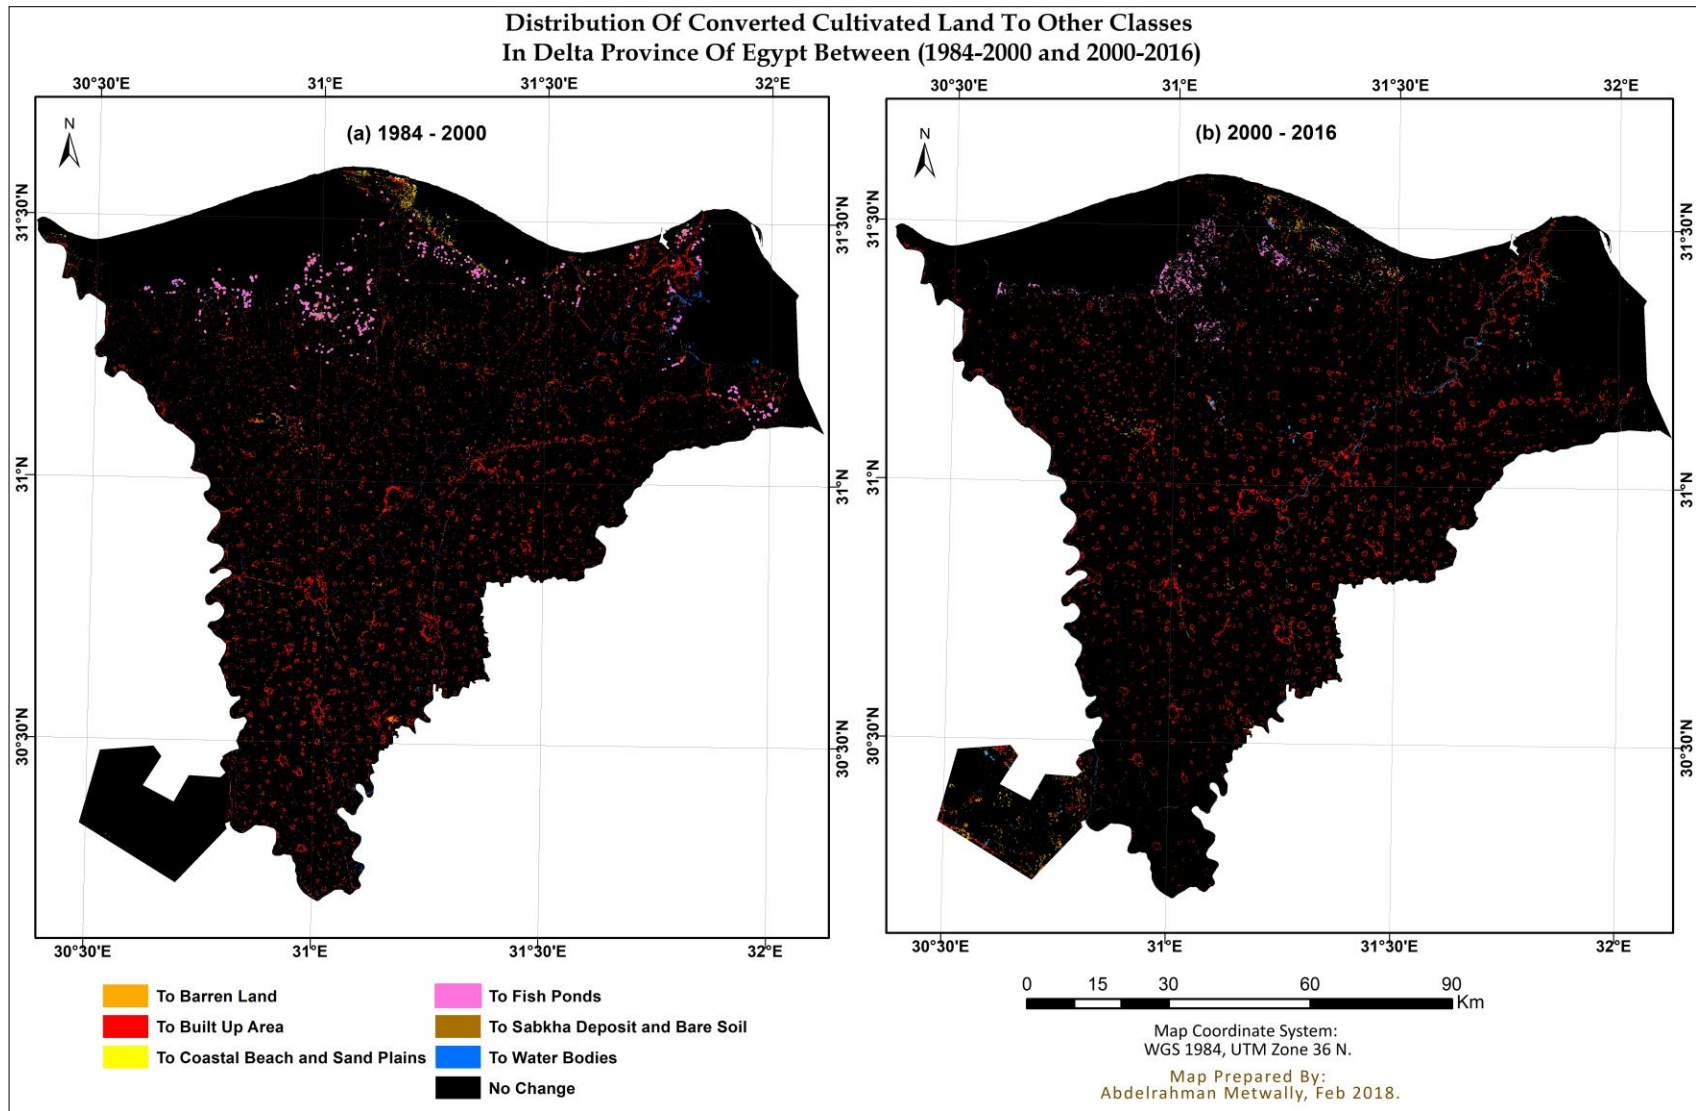 Distribution Of Converted Cultivated Land To Other Classes
In Delta Province Of Egypt Between (1984-2000 and 2000-2016)
30°30'E 31°E 31°30'E 32°E
30°30'E 31°E 31°30'E 32°E
N
(a) 1984 - 2000
N
(b) 2000 - 2016
31°30'N
31°30'N
31°30'N
31°30'N
31°N
31°N
31°N
31°N
30°30'N
30°30'N
30°30'N
30°30'N
30°30'E 31°E 31°30'E 32°E
30°30'E 31°E 31°30'E 32°E
To Barren Land
To Built Up Area
To Coastal Beach and Sand Plains
To Fish Ponds
To Sabkha Deposit and Bare Soil
To Water Bodies
No Change
0 15 30 60 90
Km
Map Coordinate System:
WGS 1984, UTM Zone 36 N.
Map Prepared By:
Abdelrahman Metwally, Feb 2018.